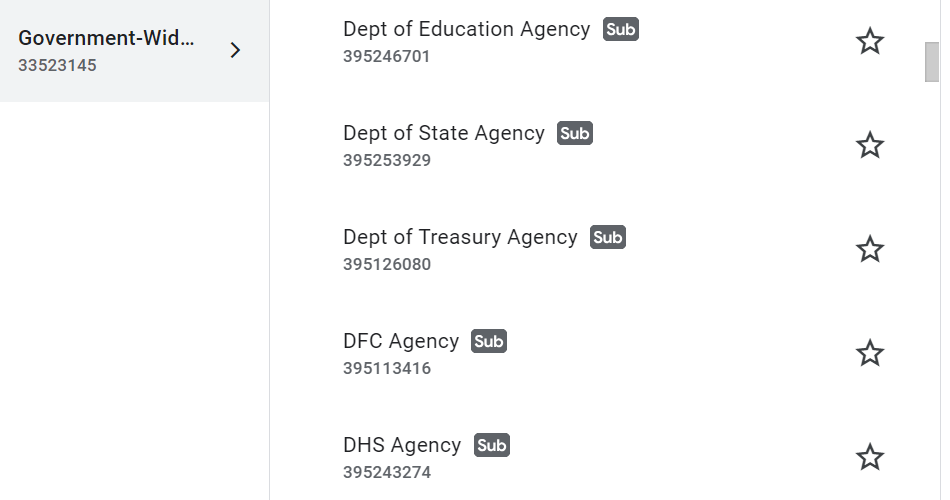 Government-Wid...
33523145
Dept of Education Agency Sub
395246701
Dept of State Agency Sub
395253929
Dept of Treasury Agency Sub
395126080
DFC Agency Sub
395113416
DHS Agency Sub
395243274